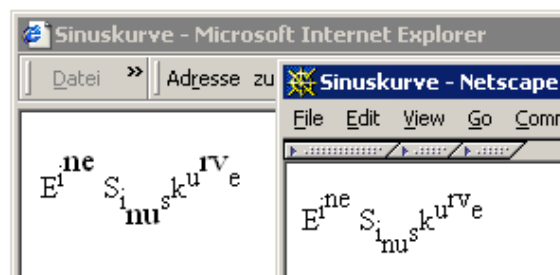 Sinuskurve - Microsoft Internet Explorer
Datei » Adresse zu
Eine Sinuskurve
Sinuskurve - Netscape
File Edit View Go Comm
Eine Sinuskurve